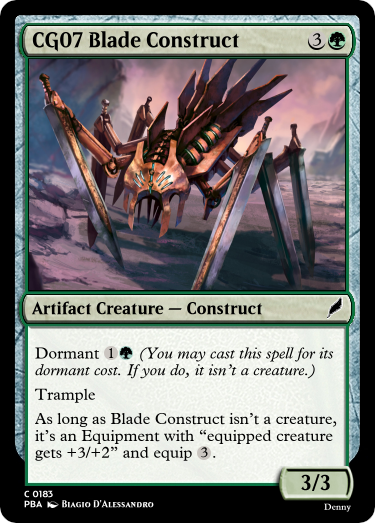 CG07 Blade Construct 3
Artifact Creature — Construct
Dormant 1 (You may cast this spell for its
dormant cost. If you do, it isn't a creature.)
Trample
As long as Blade Construct isn't a creature,
it's an Equipment with “equipped creature
gets +3/+2” and equip 3.
3/3
C 0183
PBA BIAGIO D'ALESSANDRO
Denny